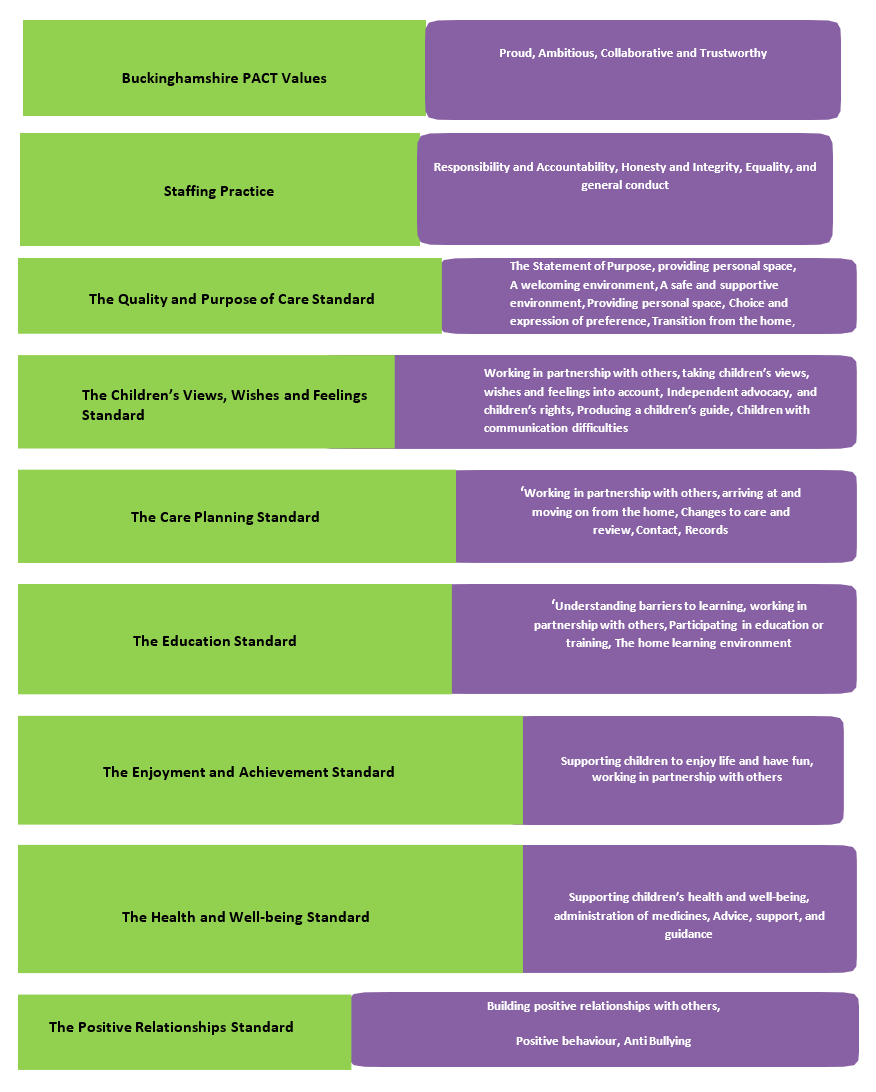 Buckinghamshire PACT Values
Proud, Ambitious, Collaborative and Trustworthy
Staffing Practice
Responsibility and Accountability, Honesty and Integrity, Equality, and
general conduct
The Quality and Purpose of Care Standard
The Statement of Purpose, providing personal space,
A welcoming environment, A safe and supportive
environment, Providing personal space, Choice and
expression of preference, Transition from the home,
The Children’s Views, Wishes and Feelings
Standard
Working in partnership with others, taking children’s views,
wishes and feelings into account, Independent advocacy, and
children’s rights, Producing a children’s guide, Children with
communication difficulties
The Care Planning Standard
‘Working in partnership with others, arriving at and
moving on from the home, Changes to care and
review, Contact, Records
The Education Standard
‘Understanding barriers to learning, working in
partnership with others, Participating in education or
training, The home learning environment
The Enjoyment and Achievement Standard
Supporting children to enjoy life and have fun,
working in partnership with others
The Health and Well-being Standard
Supporting children’s health and well-being,
administration of medicines, Advice, support, and
guidance
The Positive Relationships Standard
Building positive relationships with others,
Positive behaviour, Anti Bullying